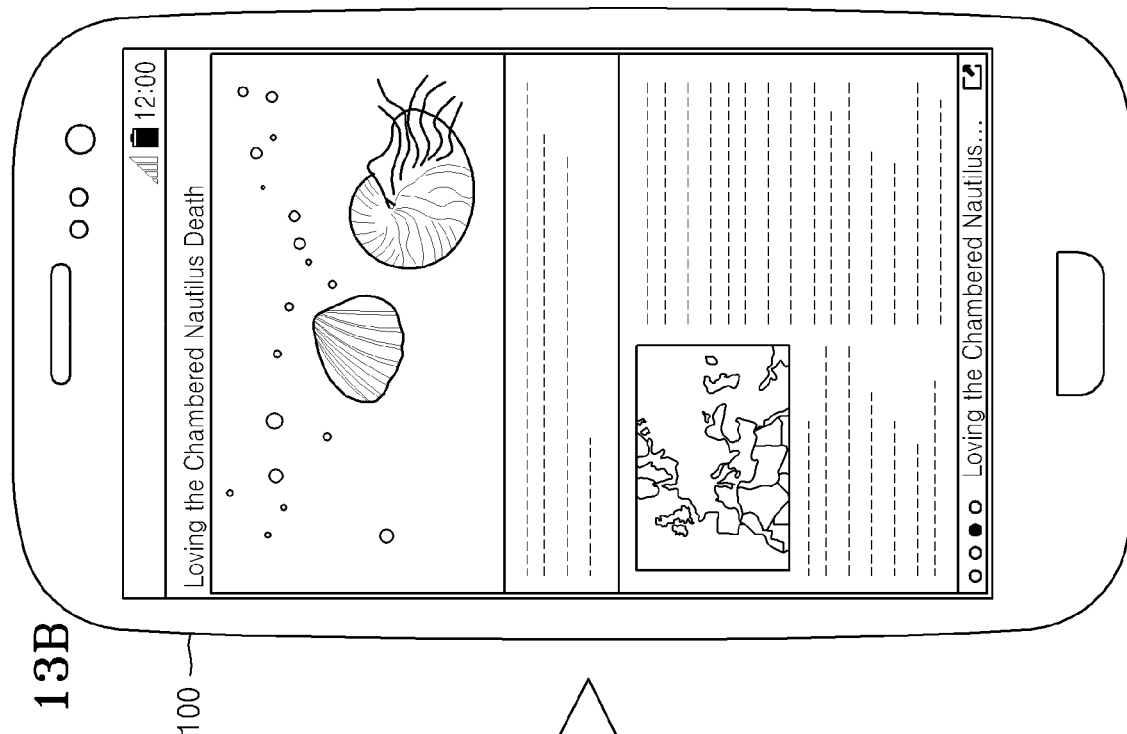 13B
100
12:00
Loving the Chambered Nautilus Death
Loving the Chambered Nautilus...